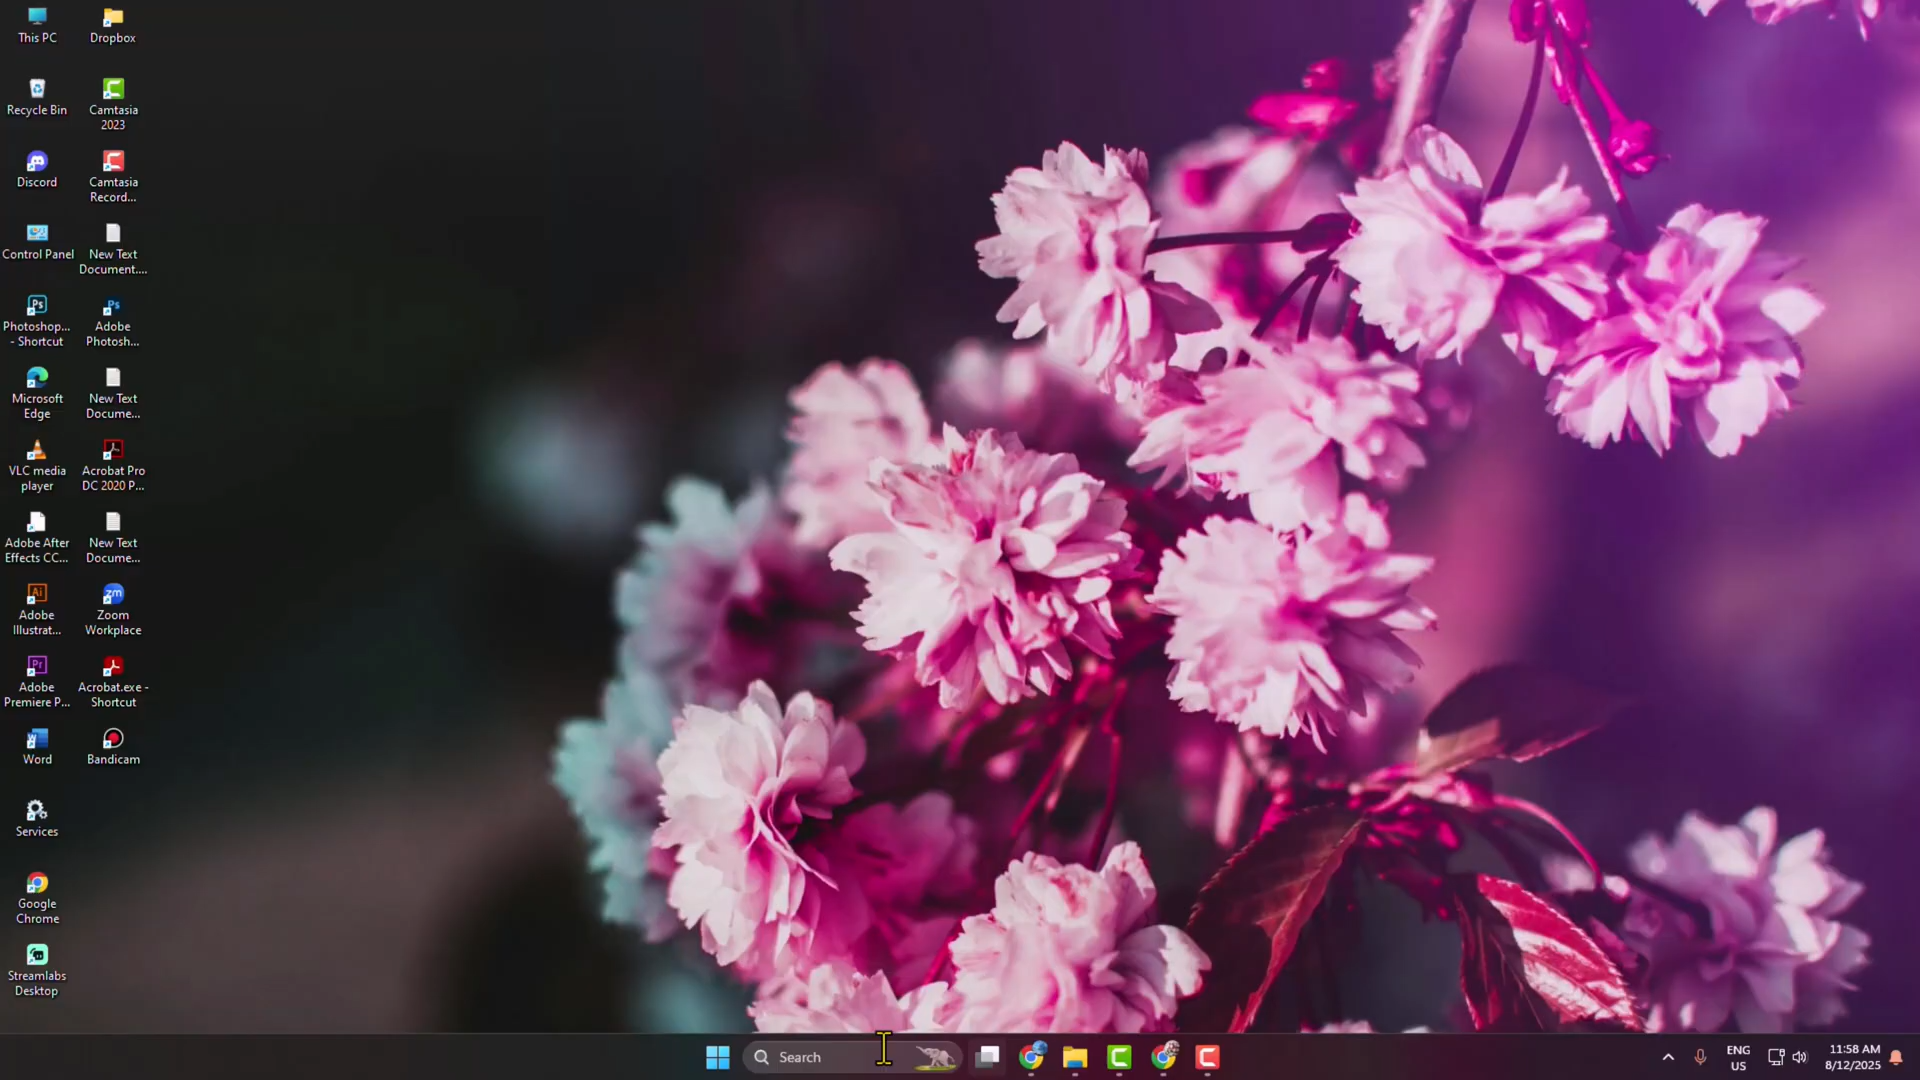 This PC
Dropbox
Recycle Bin
Camtasia
2023
Discord
Camtasia
Record...
Control Panel
New Text
Document....
Photoshop...
- Shortcut
Adobe
Photosh...
Microsoft
Edge
New Text
Docume...
VLC media
player
Acrobat Pro
DC 2020 P...
Adobe After
Effects CC...
New Text
Docume...
Adobe
Illustrat...
Zoom
Workplace
Adobe
Premiere P...
Acrobat.exe -
Shortcut
Word
Bandicam
Services
Google
Chrome
Streamlabs
Desktop
Search
ENG
US
11:58 AM
8/12/2025